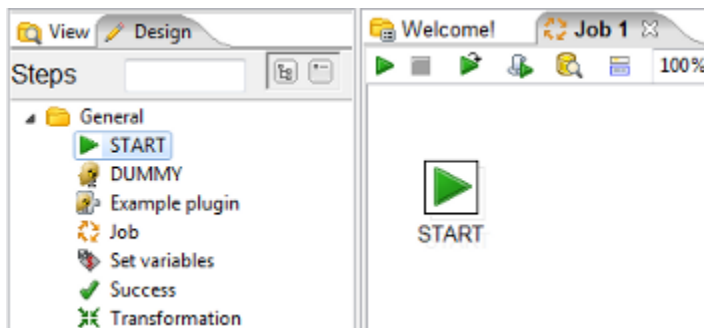 View Design
Steps
General
START
DUMMY
Example plugin
Job
Set variables
Success
Transformation
Welcome! Job 1
100%
START